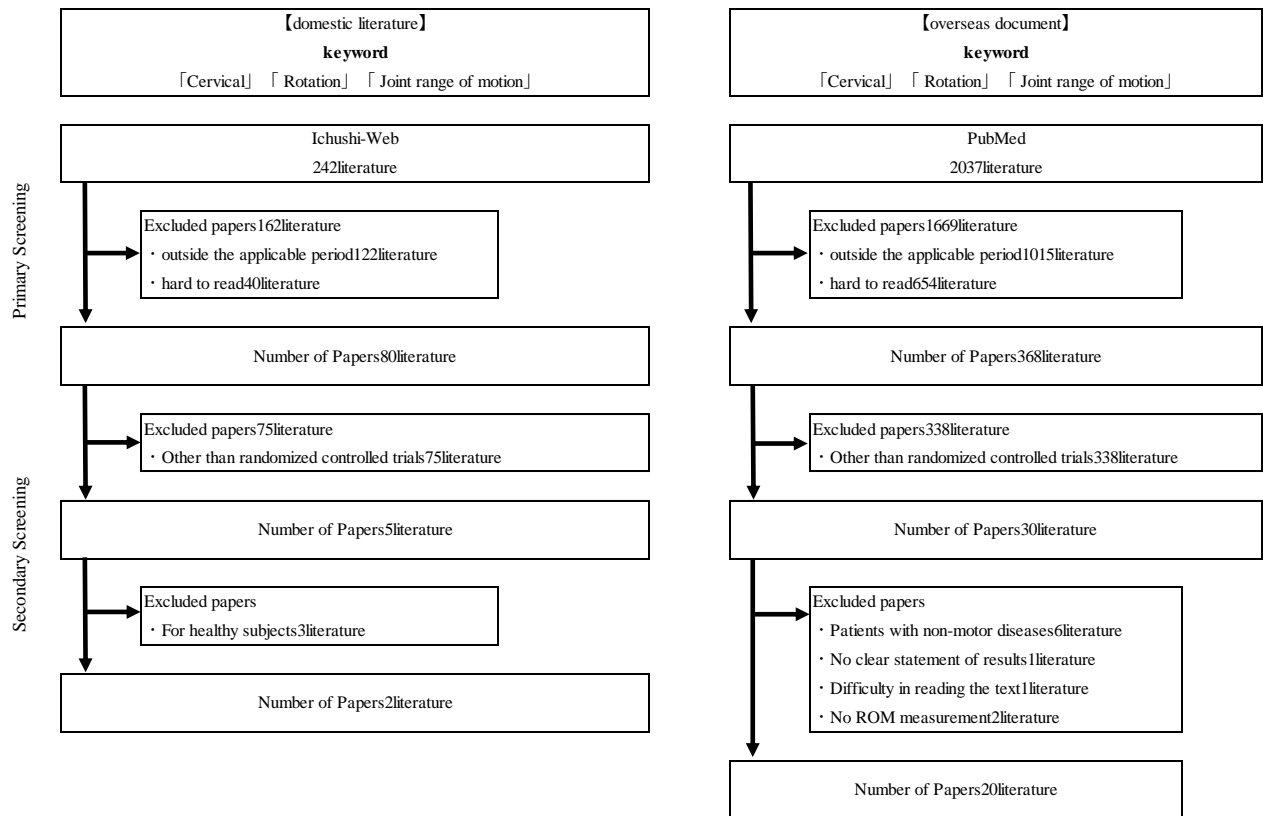 【domestic literature】
keyword
「Cervical」 「 Rotation」 「 Joint range of motion」
Ichushi-Web
242literature
Primary Screening
Excluded papers162literature
・outside the applicable period122literature
・hard to read40literature
Number of Papers80literature
Excluded papers75literature
・Other than randomized controlled trials75literature
Secondary Screening
Number of Papers5literature
Excluded papers
・For healthy subjects3literature
Number of Papers2literature
【overseas document】
keyword
「Cervical」 「 Rotation」 「 Joint range of motion」
PubMed
2037literature
Excluded papers1669literature
・outside the applicable period1015literature
・hard to read654literature
Number of Papers368literature
Excluded papers338literature
・Other than randomized controlled trials338literature
Number of Papers30literature
Excluded papers
・Patients with non-motor diseases6literature
・No clear statement of results1literature
・Difficulty in reading the text1literature
・No ROM measurement2literature
Number of Papers20literature